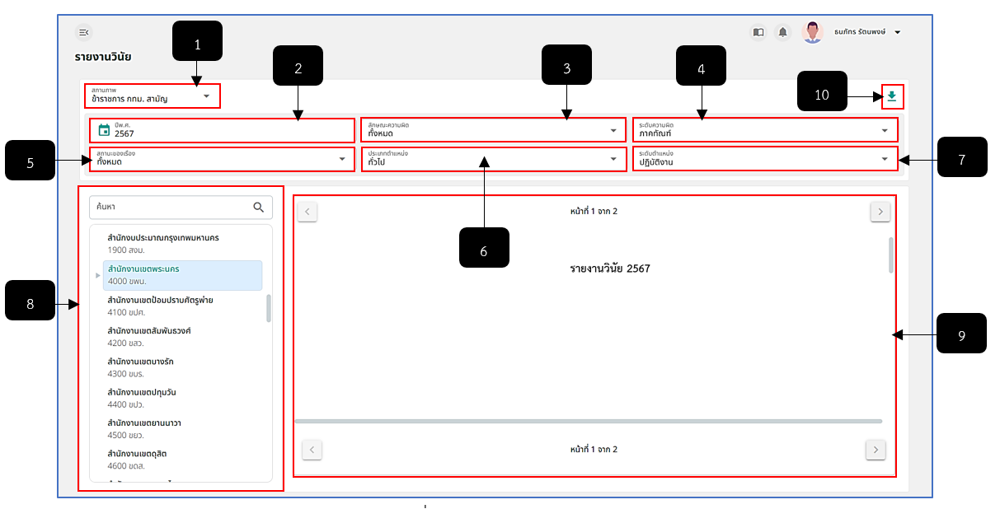 ธนภัทร รัตนพงษ์
รายงานวินัย
1
2
3
4
10
สถานภาพ
ข้าราชการ กทม. สามัญ
ปีพ.ศ.
2567
ลักษณะความผิด
ทั้งหมด
ระดับความผิด
ภาคทัณฑ์
5
สถานะของเรื่อง
ทั้งหมด
ประเภทตำแหน่ง
ทั่วไป
ระดับตำแหน่ง
ปฏิบัติงาน
7
6
8
ค้นหา
สำนักงบประมาณกรุงเทพมหานคร
1900 สงม.
สำนักงานเขตพระนคร
4000 ขพน.
สำนักงานเขตป้อมปราบศัตรูพ่าย
4100 ขปศ.
สำนักงานเขตสัมพันธวงศ์
4200 ขสว.
สำนักงานเขตบางรัก
4300 ขบร.
สำนักงานเขตปทุมวัน
4400 ขปว.
สำนักงานเขตยานนาวา
4500 ขยว.
สำนักงานเขตดุสิต
4600 ขดส.
หน้าที่ 1 จาก 2
รายงานวินัย 2567
9
หน้าที่ 1 จาก 2